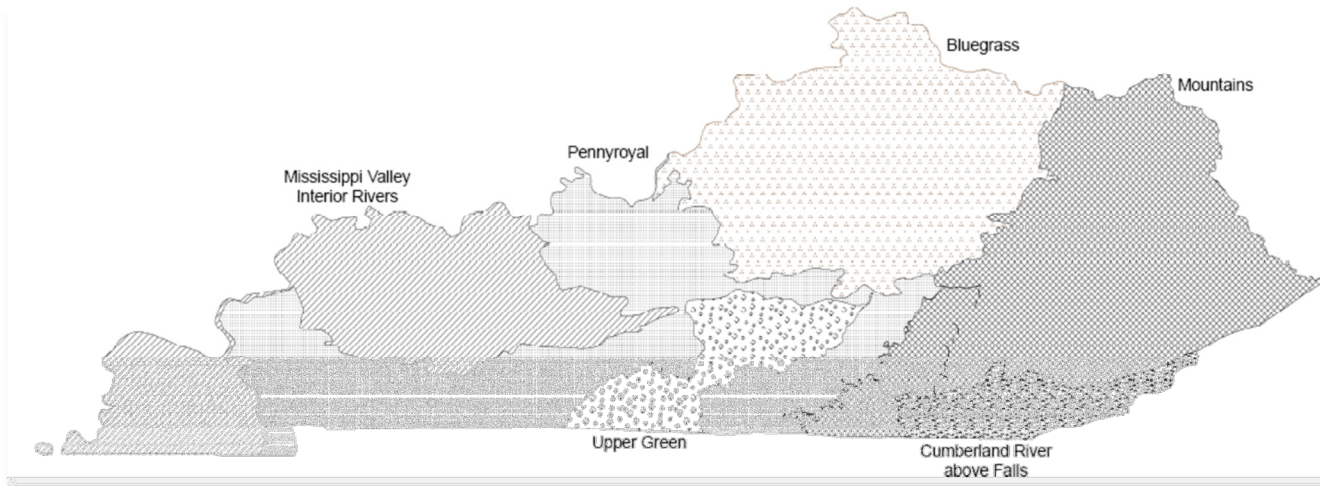 Bluegrass
Mountains
Pennyroyal
Mississippi Valley
Interior Rivers
Upper Green
Cumberland River
above Falls